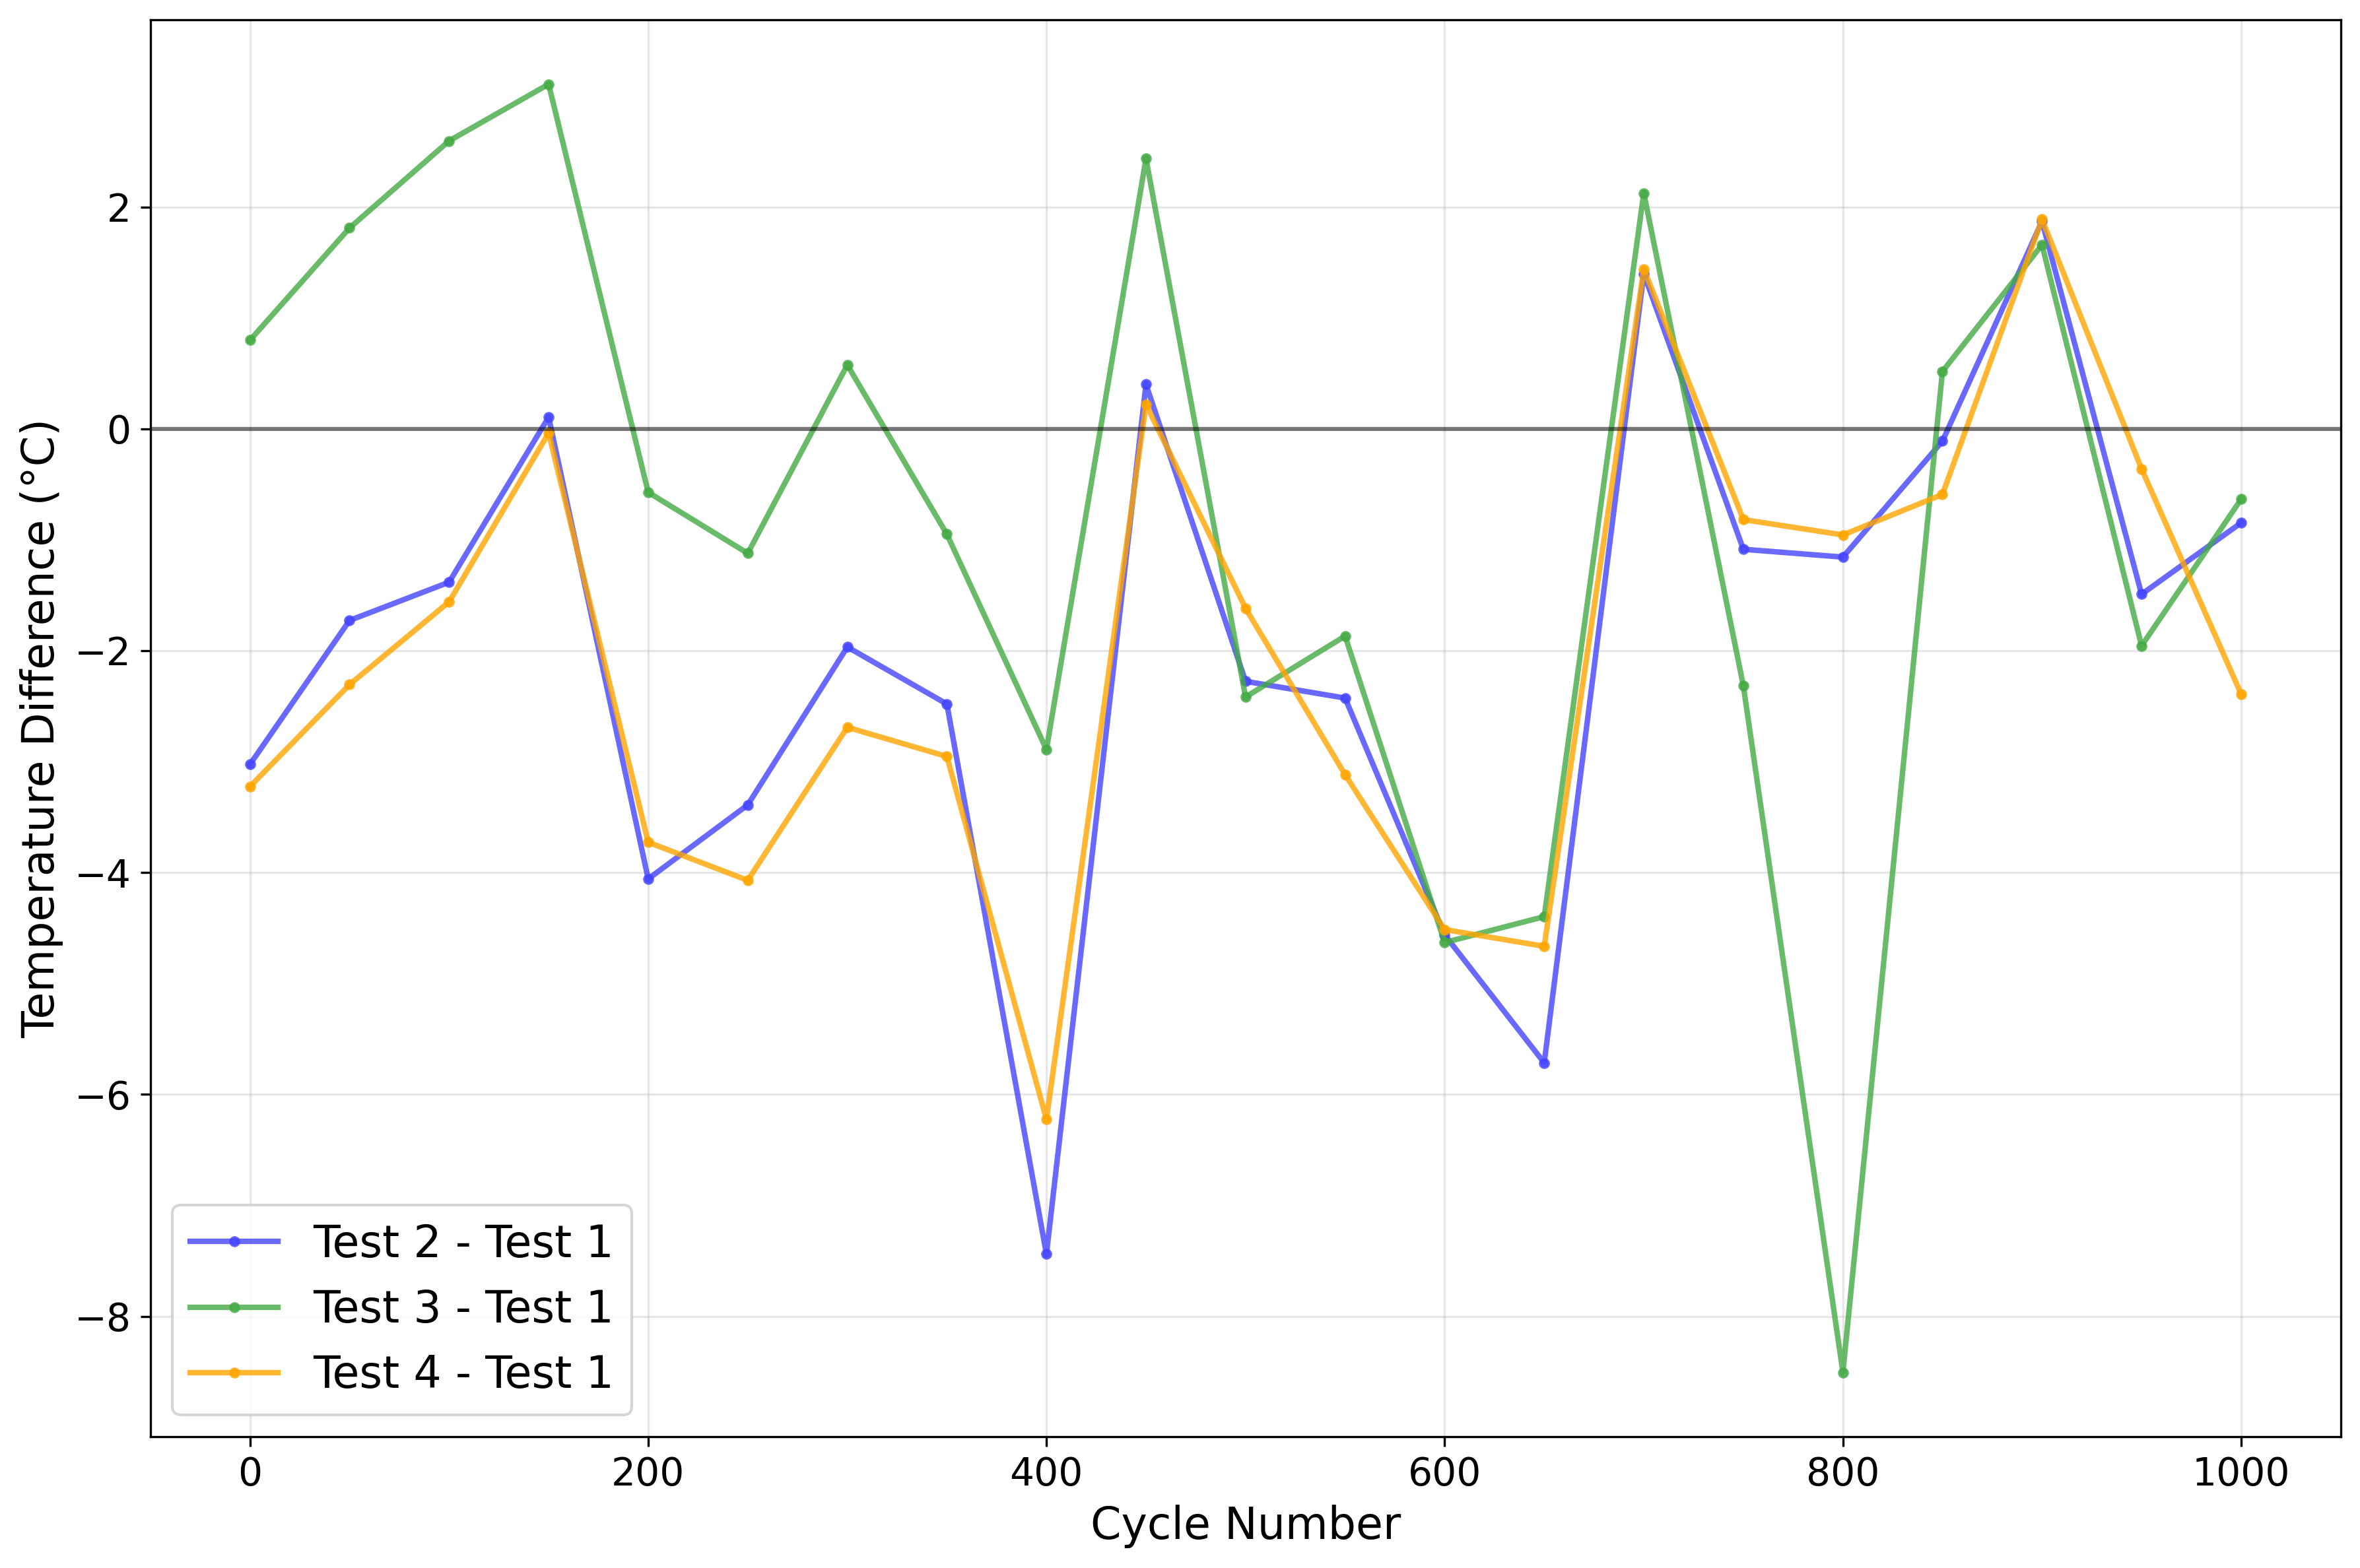 2
0
−2
−4
−6
−8
Temperature Difference (°C)
Test 2 - Test 1
Test 3 - Test 1
Test 4 - Test 1
0 200 400 600 800 1000
Cycle Number